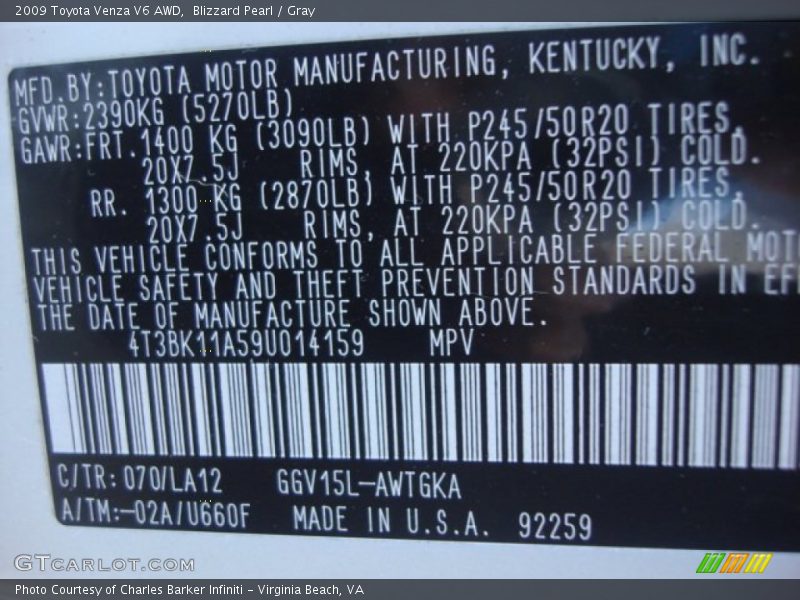 2009 Toyota Venza V6 AWD,  Blizzard Pearl / Gray
MFD.BY:TOYOTA MOTOR MANUFACTURING, KENTUCKY, INC.
GVWR:2390KG (5270LB)
GAWR:FRT.1400 KG (3090LB) WITH P245/50R20 TIRES,
20X7.5J RIMS, AT 220KPA (32PSI) COLD.
RR. 1300 KG (2870LB) WITH P245/50R20 TIRES,
20X7.5J RIMS, AT 220KPA (32PSI) COLD.
THIS VEHICLE CONFORMS TO ALL APPLICABLE FEDERAL MOT
VEHICLE SAFETY AND THEFT PREVENTION STANDARDS IN EF
THE DATE OF MANUFACTURE SHOWN ABOVE.
4T3BK11A59U014159 MPV
C/TR:070/LA12 GGV15L-AWTGKA
A/TM:-02A/U660F MADE IN U.S.A. 92259
GTCARLOT.COM
Photo Courtesy of Charles Barker Infiniti - Virginia Beach, VA